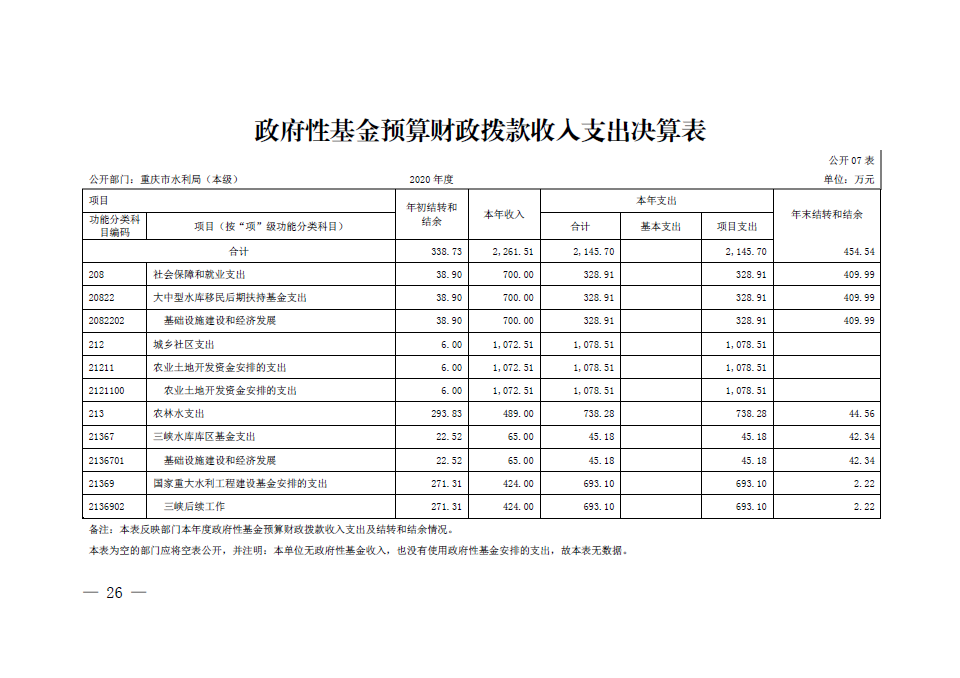 政府性基金预算财政拨款收入支出决算表
公开 07 表
公开部门：重庆市水利局（本级） 2020 年度 单位：万元
项目 年初结转和结余 本年收入 本年支出 年末结转和结余
功能分类科目编码 项目（按“项”级功能分类科目） 合计 基本支出 项目支出
合计 338.73 2,261.51 2,145.70 2,145.70 454.54
208 社会保障和就业支出 38.90 700.00 328.91 328.91 409.99
20822 大中型水库移民后期扶持基金支出 38.90 700.00 328.91 328.91 409.99
2082202 基础设施建设和经济发展 38.90 700.00 328.91 328.91 409.99
212 城乡社区支出 6.00 1,072.51 1,078.51 1,078.51
21211 农业土地开发资金安排的支出 6.00 1,072.51 1,078.51 1,078.51
2121100 农业土地开发资金安排的支出 6.00 1,072.51 1,078.51 1,078.51
213 农林水支出 293.83 489.00 738.28 738.28 44.56
21367 三峡水库库区基金支出 22.52 65.00 45.18 45.18 42.34
2136701 基础设施建设和经济发展 22.52 65.00 45.18 45.18 42.34
21369 国家重大水利工程建设基金安排的支出 271.31 424.00 693.10 693.10 2.22
2136902 三峡后续工作 271.31 424.00 693.10 693.10 2.22
备注：本表反映部门本年度政府性基金预算财政拨款收入支出及结转和结余情况。
本表为空的部门应将空表公开，并注明：本单位无政府性基金收入，也没有使用政府性基金安排的支出，故本表无数据。
— 26 —